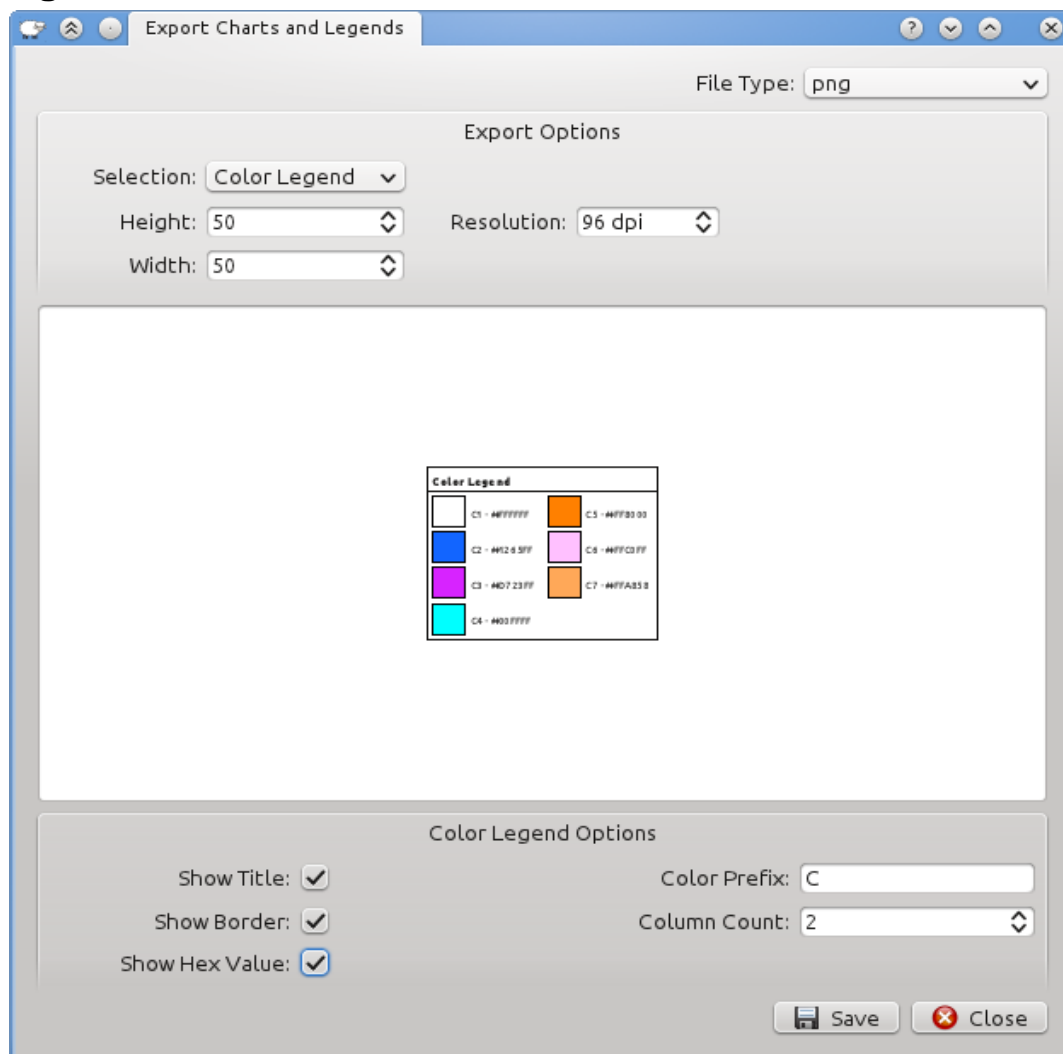 Export Charts and Legends
File Type: png
Export Options
Selection: Color Legend
Height: 50 Resolution: 96 dpi
Width: 50
Color Legend
C1 - #FFFFFF C5 - #FF8000
C2 - #1265FF C6 - #FFC0FF
C3 - #D723FF C7 - #FFA858
C4 - #00FFFF
Color Legend Options
Show Title: Color Prefix: C
Show Border: Column Count: 2
Show Hex Value:
Save Close